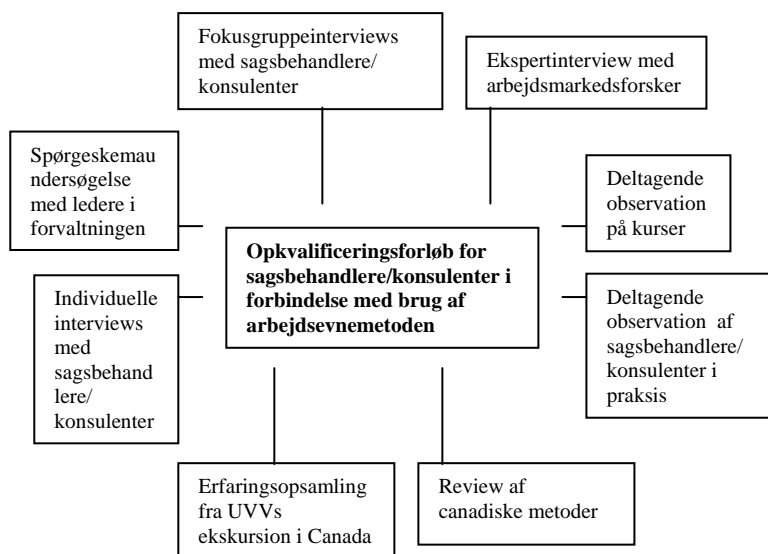 Fokusgruppeinterviews
med sagsbehandlere/
konsulenter
Ekspertinterview med
arbejdsmarkedsforsker
Spørgeskemau
ndersøgelse
med ledere i
forvaltningen
Deltagende
observation
på kurser
Opkvalificeringsforløb for
sagsbehandlere/konsulenter i
forbindelse med brug af
arbejdsevnemetoden
Individuelle
interviews
med
sagsbehand
lere/
konsulenter
Deltagende
observation af
sagsbehandlere/
konsulenter i
praksis
Erfaringsopsamling
fra UVVs
ekskursion i Canada
Review af
canadiske metoder